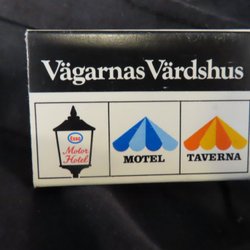 Vägarnas Värdshus
Esso
Motor
Hotel
MOTEL
TAVERNA